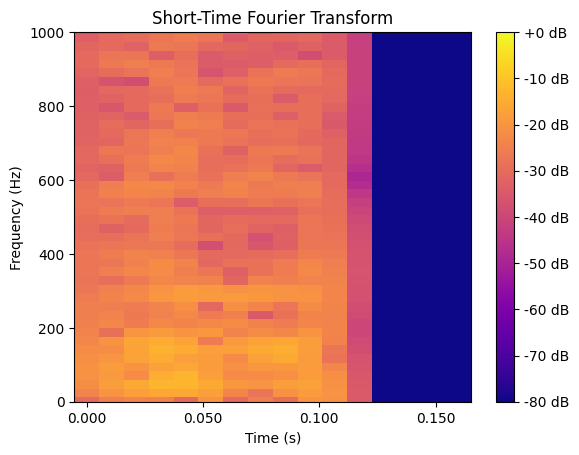 Short-Time Fourier Transform
Frequency (Hz)
1000
800
600
400
200
0
0.000
0.050
0.100
0.150
Time (s)
+0 dB
-10 dB
-20 dB
-30 dB
-40 dB
-50 dB
-60 dB
-70 dB
-80 dB